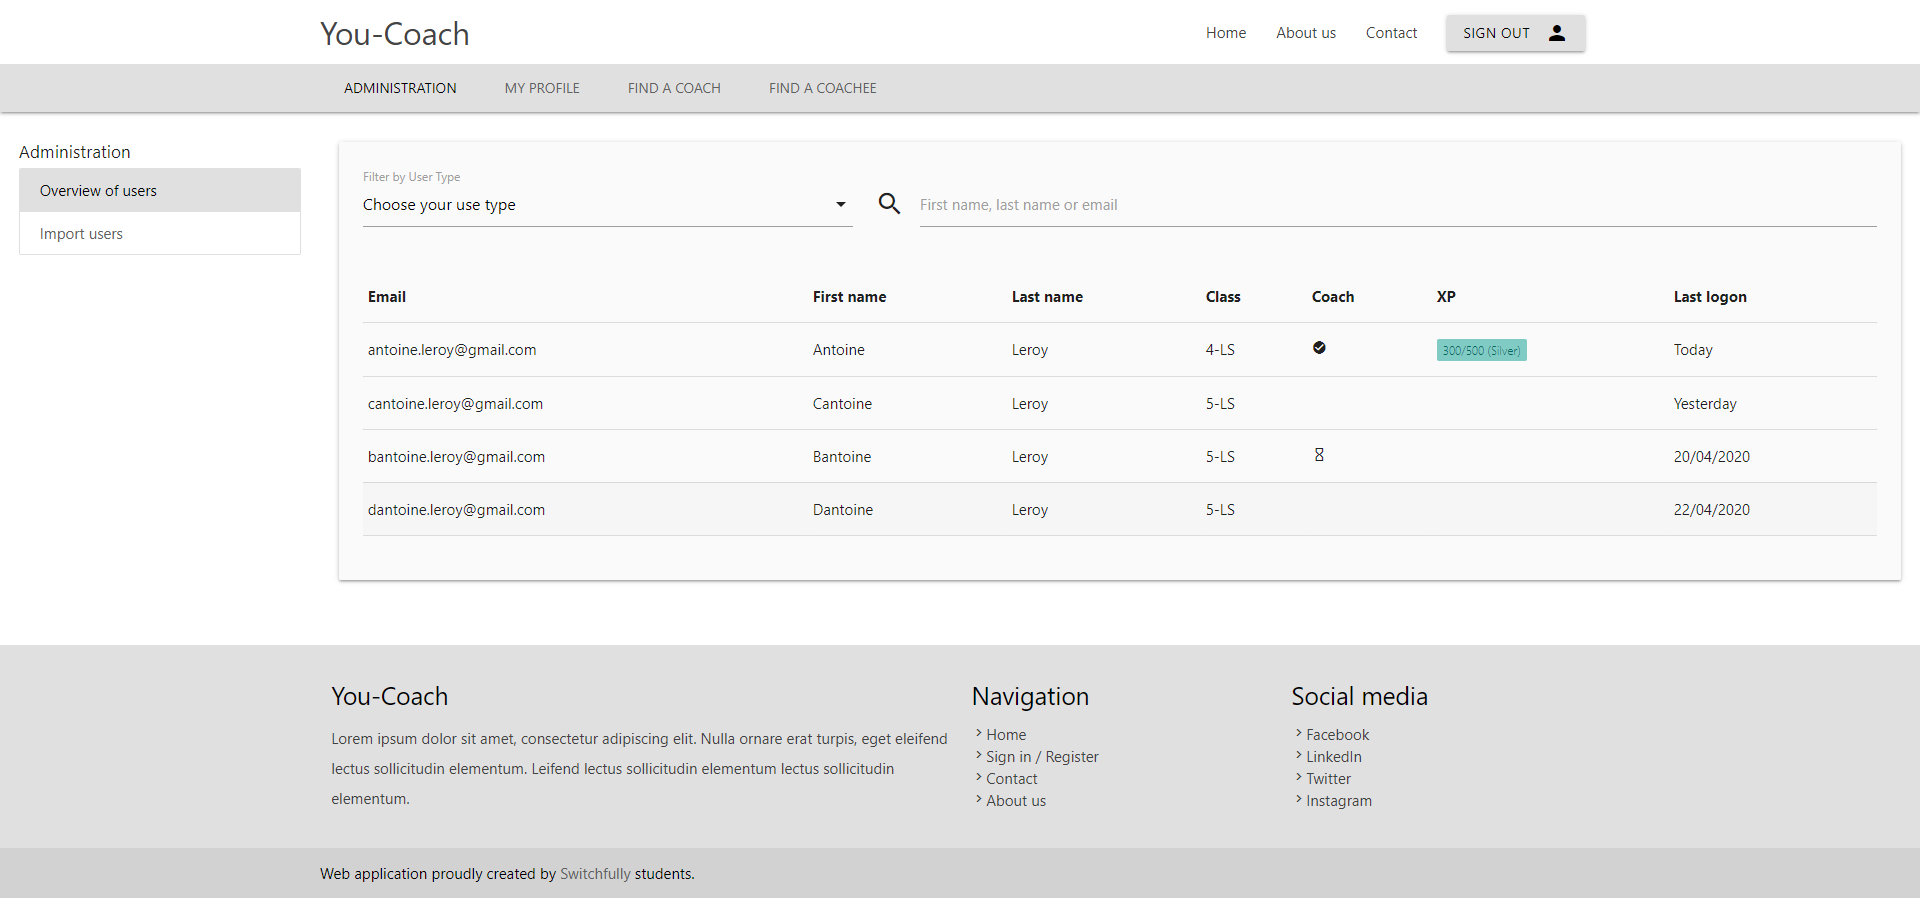 You-Coach
Home About us Contact SIGN OUT
ADMINISTRATION MY PROFILE FIND A COACH FIND A COACHEE
Administration
Overview of users
Import users
Filter by User Type
Choose your use type First name, last name or email
Email First name Last name Class Coach XP Last logon
antoine.leroy@gmail.com Antoine Leroy 4-LS 300/500 (Silver) Today
cantoine.leroy@gmail.com Cantoine Leroy 5-LS Yesterday
bantoine.leroy@gmail.com Bantoine Leroy 5-LS 20/04/2020
dantoine.leroy@gmail.com Dantoine Leroy 5-LS 22/04/2020
You-Coach
Lorem ipsum dolor sit amet, consectetur adipiscing elit. Nulla ornare erat turpis, eget eleifend
lectus sollicitudin elementum. Leifend lectus sollicitudin elementum lectus sollicitudin
elementum.
Navigation
Home
Sign in / Register
Contact
About us
Social media
Facebook
LinkedIn
Twitter
Instagram
Web application proudly created by Switchfully students.